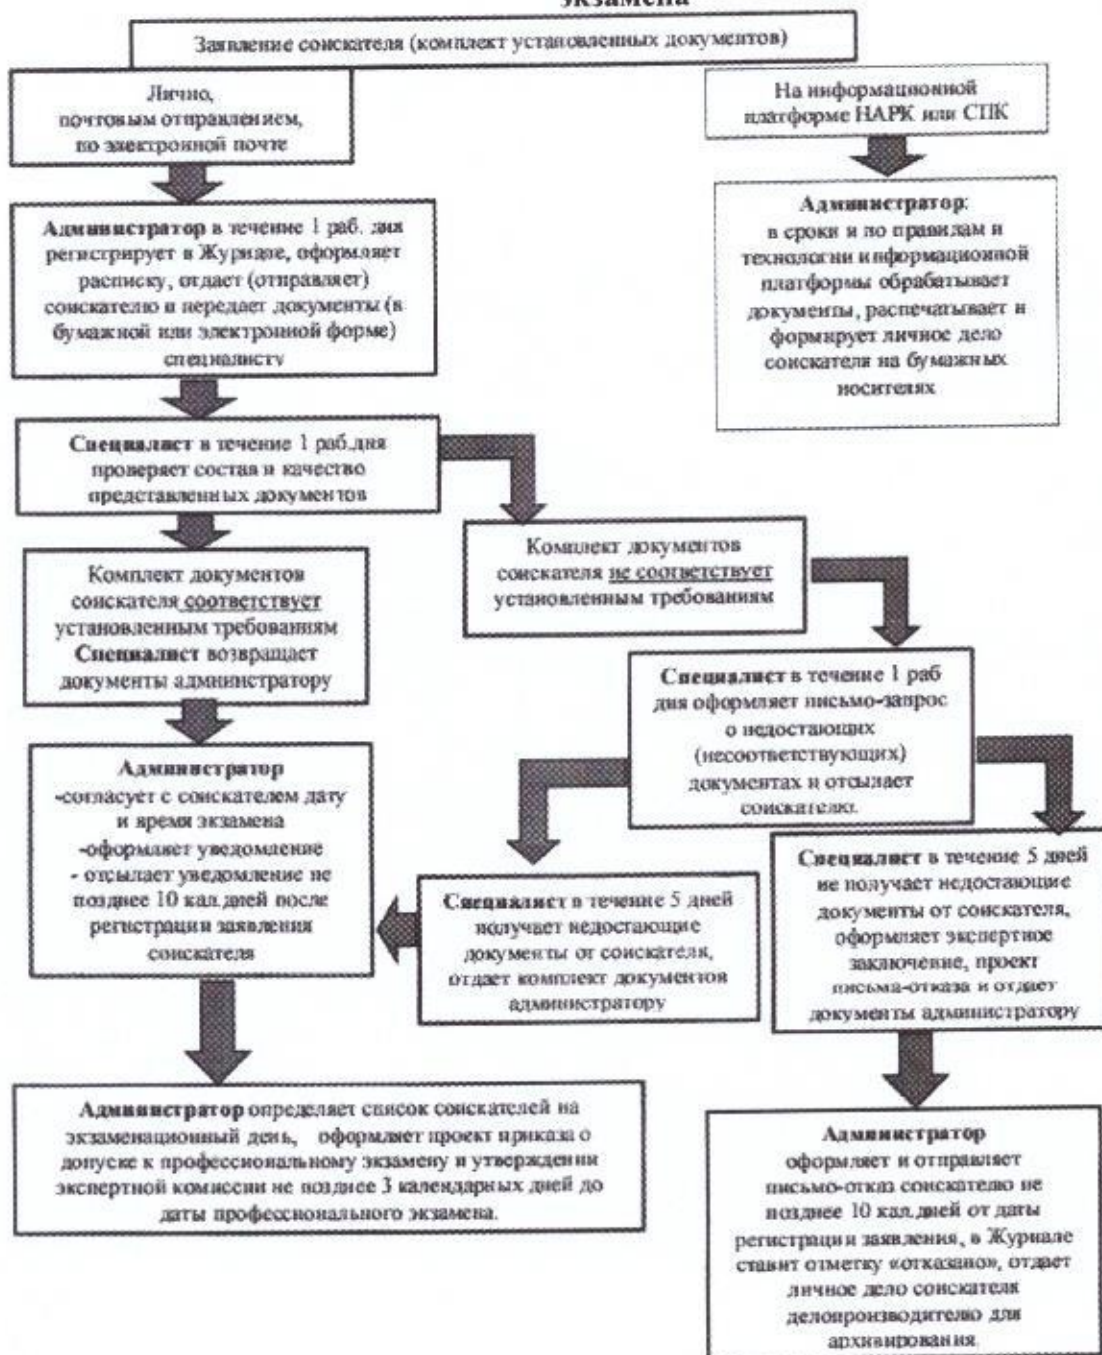 экзамена
Заявление соискателя (комплект установленных документов)
Лично,
почтовым отправлением,
по электронной почте
На информационной
платформе НАРК или СПК
Администратор в течение 1 раб. дня
регистрирует в Журнале, оформляет
расписку, отдает (отправляет)
соискателю и передает документы (в
бумажной или электронной форме)
специалисту
Администратор:
в сроки и по правилам и
технологии информационной
платформы обрабатывает
документы, распечатывает и
формирует личное дело
соискателя на бумажных
носителях
Специалист в течение 1 раб.дня
проверяет состав и качество
представленных документов
Комплект документов
соискателя не соответствует
установленным требованиям
Комплект документов
соискателя соответствует
установленным требованиям
Специалист возвращает
документы администратору
Специалист в течение 1 раб
дня оформляет письмо-запрос
о недостающих
(несоответствующих)
документах и отсылает
соискателю.
Администратор
-согласует с соискателем дату
и время экзамена
-оформляет уведомление
- отсылает уведомление не
позднее 10 кал.дней после
регистрации заявления
соискателя
Специалист в течение 5 дней
получает недостающие
документы от соискателя,
отдает комплект документов
администратору
Специалист в течение 5 дней
не получает недостающие
документы от соискателя,
оформляет экспертное
заключение, проект
письма-отказа и отдает
документы администратору
Администратор определяет список соискателей на
экзаменационный день, оформляет проект приказа о
допуске к профессиональному экзамену и утверждении
экспертной комиссии не позднее 3 календарных дней до
даты профессионального экзамена.
Администратор
оформляет и отправляет
письмо-отказ соискателю не
позднее 10 кал.дней от даты
регистрации заявления, в Журнале
ставит отметку «отказано», отдает
личное дело соискателя
делопроизводителю для
архивирования.